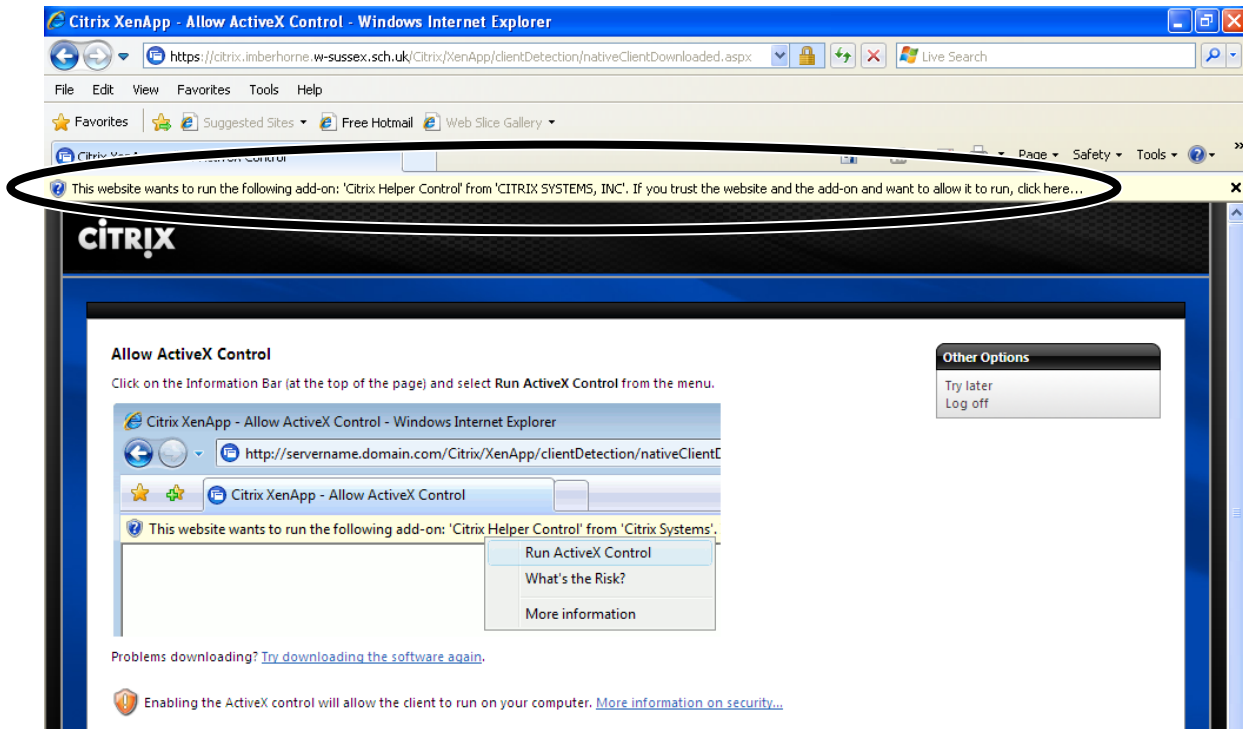 Citrix XenApp - Allow ActiveX Control - Windows Internet Explorer
https://citrix.imberhorne.w-sussex.sch.uk/Citrix/XenApp/clientDetection/nativeClientDownloaded.aspx
Live Search
File Edit View Favorites Tools Help
Favorites Suggested Sites Free Hotmail Web Slice Gallery
Control
Page Safety Tools
This website wants to run the following add-on: 'Citrix Helper Control' from 'CITRIX SYSTEMS, INC'. If you trust the website and the add-on and want to allow it to run, click here...
CİTRIX
Allow ActiveX Control
Click on the Information Bar (at the top of the page) and select Run ActiveX Control from the menu.
Other Options
Try later
Log off
Citrix XenApp - Allow ActiveX Control - Windows Internet Explorer
http://servername.domain.com/Citrix/XenApp/clientDetection/nativeClientD
Citrix XenApp - Allow ActiveX Control
This website wants to run the following add-on: 'Citrix Helper Control' from 'Citrix Systems'.
Run ActiveX Control
What's the Risk?
More information
Problems downloading? Try downloading the software again.
Enabling the ActiveX control will allow the client to run on your computer. More information on security...